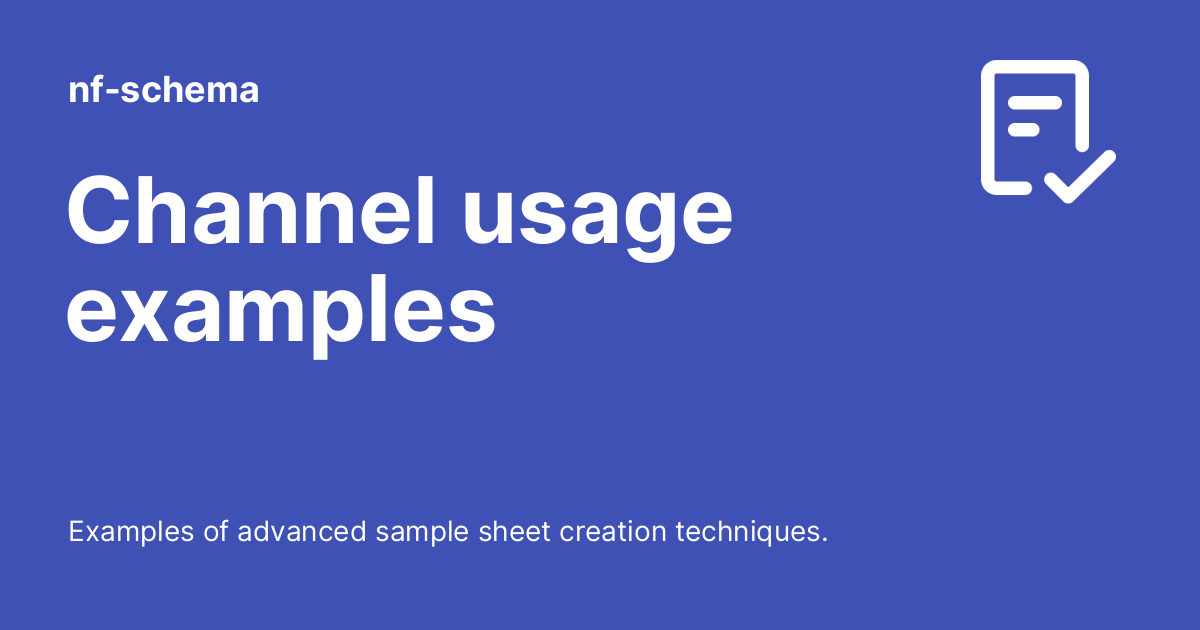 nf-schema
Channel usage
examples
Examples of advanced sample sheet creation techniques.